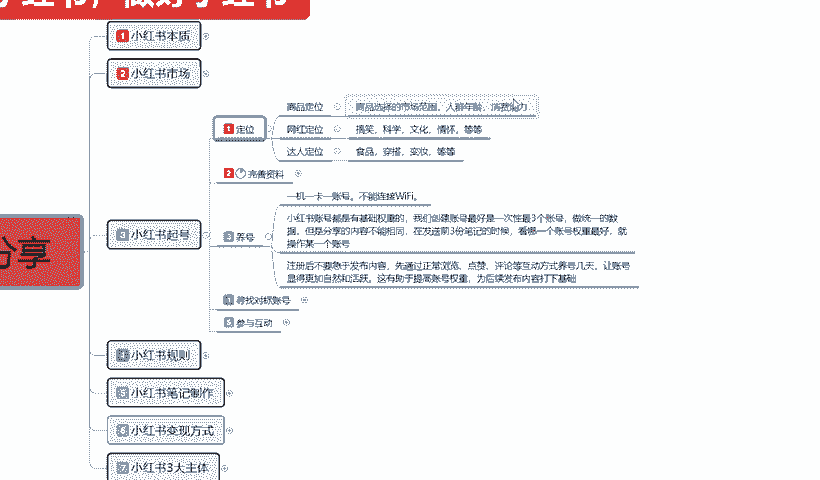 做好小红书
分享
1 小红书本质
2 小红书市场
3 小红书起号
1 定位
商品定位
商品选择的市场范围，人群年龄，消费能力
网红定位
搞笑，科学，文化，情怀，等等
达人定位
食品，穿搭，变妆，等等
2 完善资料
3 养号
一机一卡一账号。不能连接WiFi。
小红书账号都是有基础权重的，我们创建账号最好是一次性最3个账号，做统一的数
据，但是分享的内容不能相同，在发送前3份笔记的时候，看哪一个账号权重最好，就
操作某一个账号
注册后不要急于发布内容，先通过正常浏览、点赞、评论等互动方式养号几天，让账号
显得更加自然和活跃。这有助于提高账号权重，为后续发布内容打下基础
4 寻找对标账号
5 参与互动
4 小红书规则
5 小红书笔记制作
6 小红书变现方式
7 小红书3大主体